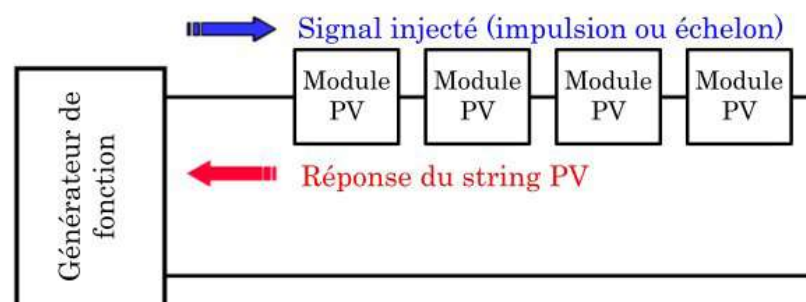 Signal injecté (impulsion ou échelon)
Module
PV
Module
PV
Module
PV
Module
PV
Générateur de
fonction
Réponse du string PV